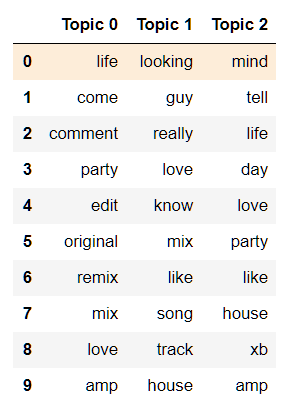 Topic 0 Topic 1 Topic 2
0 life looking mind
1 come guy tell
2 comment really life
3 party love day
4 edit know love
5 original mix party
6 remix like like
7 mix song house
8 love track xb
9 amp house amp